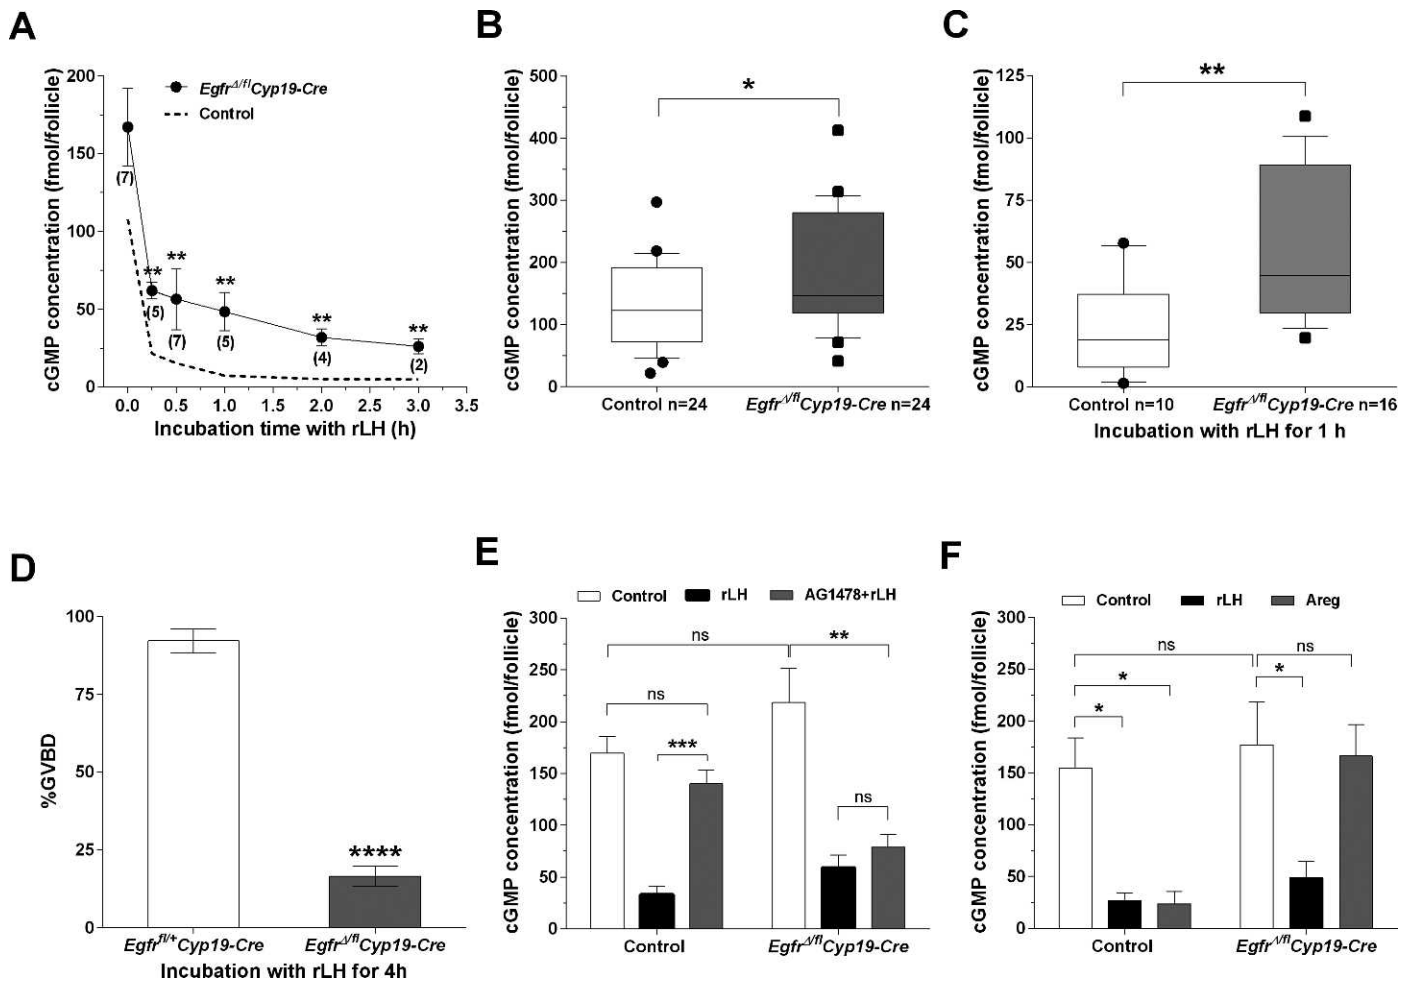 A
cGMP concentration (fmol/follicle)
200
150
100
50
0
Egfr^Δ/fl Cyp19-Cre
Control
(7)
**
(5)
**
(7)
**
(5)
**
(4)
**
(2)
0.0 0.5 1.0 1.5 2.0 2.5 3.0 3.5
Incubation time with rLH (h)
B
cGMP concentration (fmol/follicle)
500
400
300
200
100
0
*
Control n=24
Egfr^Δ/fl Cyp19-Cre n=24
C
cGMP concentration (fmol/follicle)
125
100
75
50
25
0
**
Control n=10
Egfr^Δ/fl Cyp19-Cre n=16
Incubation with rLH for 1 h
D
%GVBD
100
75
50
25
0
****
Egfr^fl/+ Cyp19-Cre
Egfr^Δ/fl Cyp19-Cre
Incubation with rLH for 4h
E
Control rLH AG1478+rLH
cGMP concentration (fmol/follicle)
300
250
200
150
100
50
0
ns
**
ns
***
ns
Control
Egfr^Δ/fl Cyp19-Cre
F
Control rLH Areg
cGMP concentration (fmol/follicle)
300
250
200
150
100
50
0
ns
ns
*
*
*
Control
Egfr^Δ/fl Cyp19-Cre